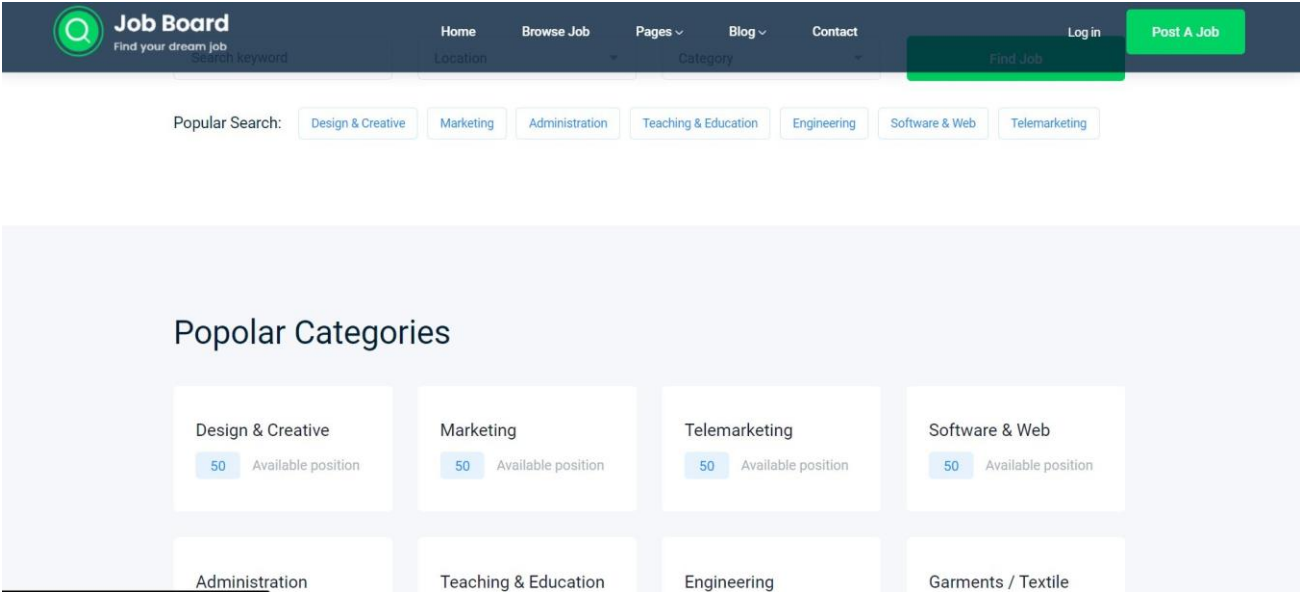 Job Board
Find your dream job
Home Browse Job Pages Blog Contact Log in Post A Job
Search keyword Location Category Find Job
Popular Search: Design & Creative Marketing Administration Teaching & Education Engineering Software & Web Telemarketing
Popolar Categories
Design & Creative Marketing Telemarketing Software & Web
50 Available position 50 Available position 50 Available position 50 Available position
Administration Teaching & Education Engineering Garments / Textile